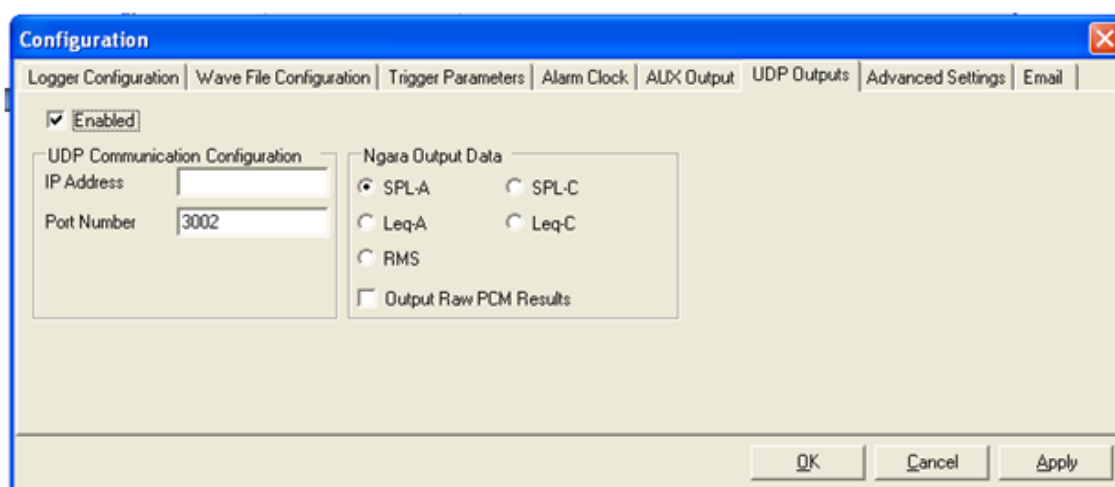 Configuration
Logger Configuration Wave File Configuration Trigger Parameters Alarm Clock AUX Output UDP Outputs Advanced Settings Email
Enabled
UDP Communication Configuration
IP Address
Port Number 3002
Ngara Output Data
SPL-A SPL-C
Leq-A Leq-C
RMS
Output Raw PCM Results
OK Cancel Apply